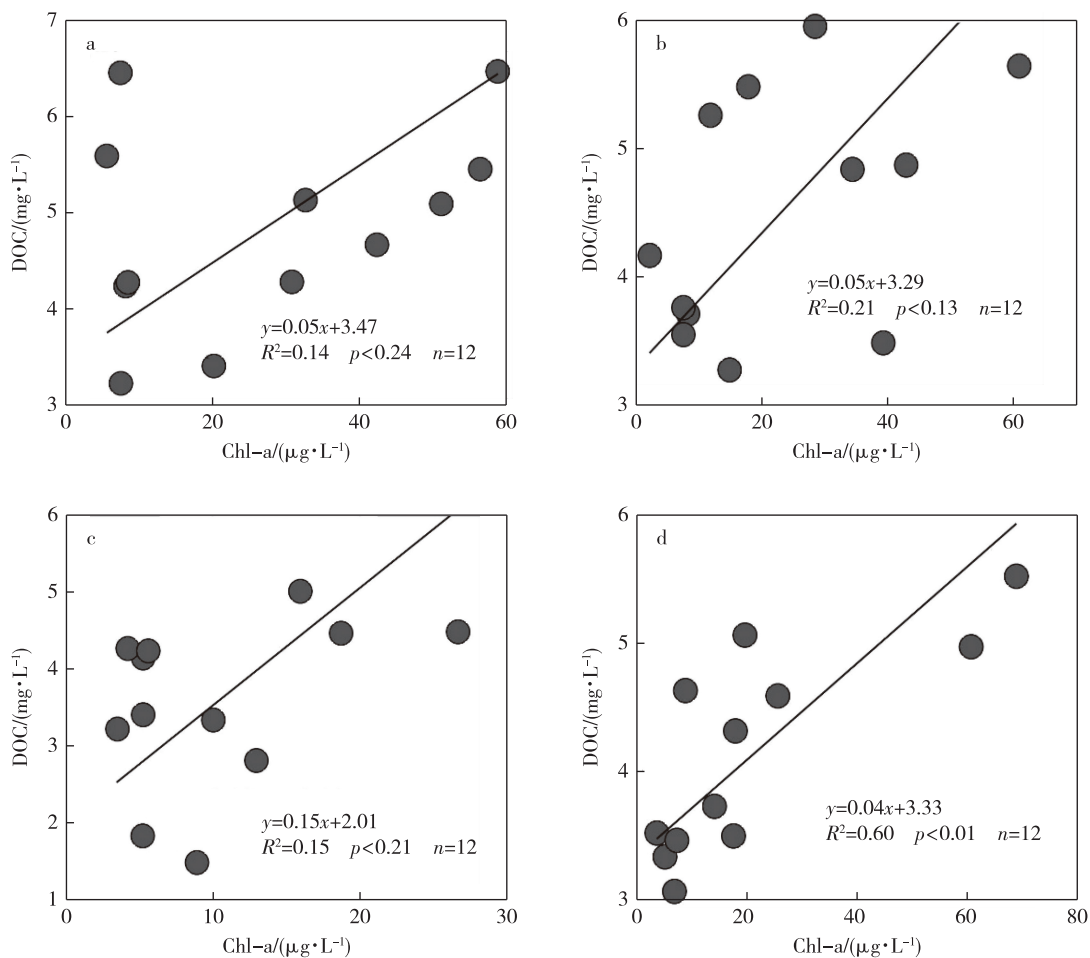 a
7
6
5
4
3
DOC/(mg·L⁻¹)
y=0.05x+3.47
R²=0.14 p<0.24 n=12
0 20 40 60
Chl-a/(μg·L⁻¹)
b
6
5
4
3
DOC/(mg·L⁻¹)
y=0.05x+3.29
R²=0.21 p<0.13 n=12
0 20 40 60
Chl-a/(μg·L⁻¹)
c
6
5
4
3
2
1
DOC/(mg·L⁻¹)
y=0.15x+2.01
R²=0.15 p<0.21 n=12
0 10 20 30
Chl-a/(μg·L⁻¹)
d
6
5
4
3
DOC/(mg·L⁻¹)
y=0.04x+3.33
R²=0.60 p<0.01 n=12
0 20 40 60 80
Chl-a/(μg·L⁻¹)